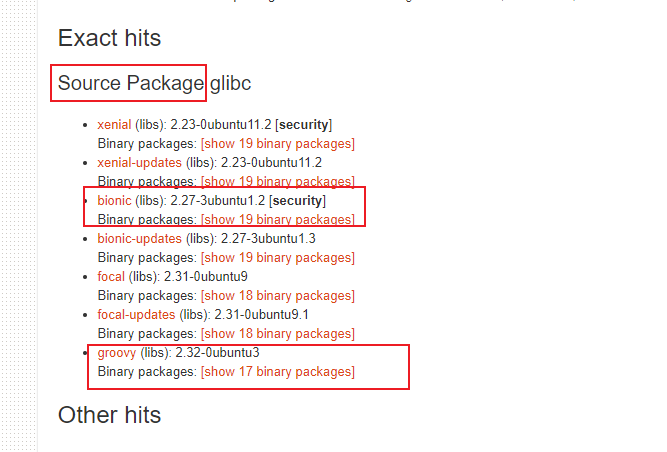 Exact hits
Source Package glibc
xenial (libs): 2.23-0ubuntu11.2 [security]
Binary packages: [show 19 binary packages]
xenial-updates (libs): 2.23-0ubuntu11.2
Binary packages: [show 19 binary packages]
bionic (libs): 2.27-3ubuntu1.2 [security]
Binary packages: [show 19 binary packages]
bionic-updates (libs): 2.27-3ubuntu1.3
Binary packages: [show 19 binary packages]
focal (libs): 2.31-0ubuntu9
Binary packages: [show 18 binary packages]
focal-updates (libs): 2.31-0ubuntu9.1
Binary packages: [show 18 binary packages]
groovy (libs): 2.32-0ubuntu3
Binary packages: [show 17 binary packages]
Other hits